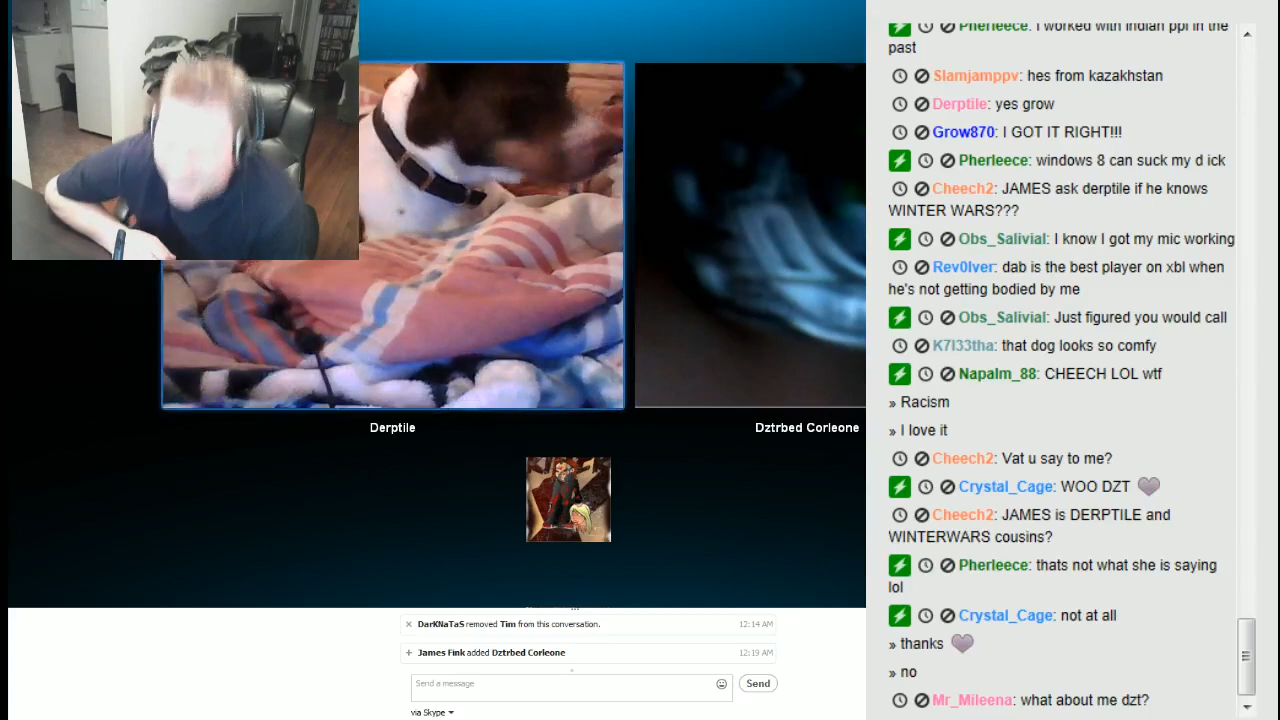 Pherleece: I worked with indian ppl in the
past
Slamjamppv: hes from kazakhstan
Derptile: yes grow
Grow870: I GOT IT RIGHT!!!
Pherleece: windows 8 can suck my d ick
Cheech2: JAMES ask derptile if he knows
WINTER WARS???
Obs_Salivial: I know I got my mic working
Rev0lver: dab is the best player on xbl when
he's not getting bodied by me
Obs_Salivial: Just figured you would call
K7l33tha: that dog looks so comfy
Napalm_88: CHEECH LOL wtf
» Racism
» I love it
Cheech2: Vat u say to me?
Crystal_Cage: WOO DZT
Cheech2: JAMES is DERPTILE and
WINTERWARS cousins?
Pherleece: thats not what she is saying
lol
Crystal_Cage: not at all
» thanks
» no
Mr_Mileena: what about me dzt?
Derptile
Dztrbed Corleone
DarKNaTaS removed Tim from this conversation. 12:14 AM
James Fink added Dztrbed Corleone 12:19 AM
Send a message
Send
via Skype